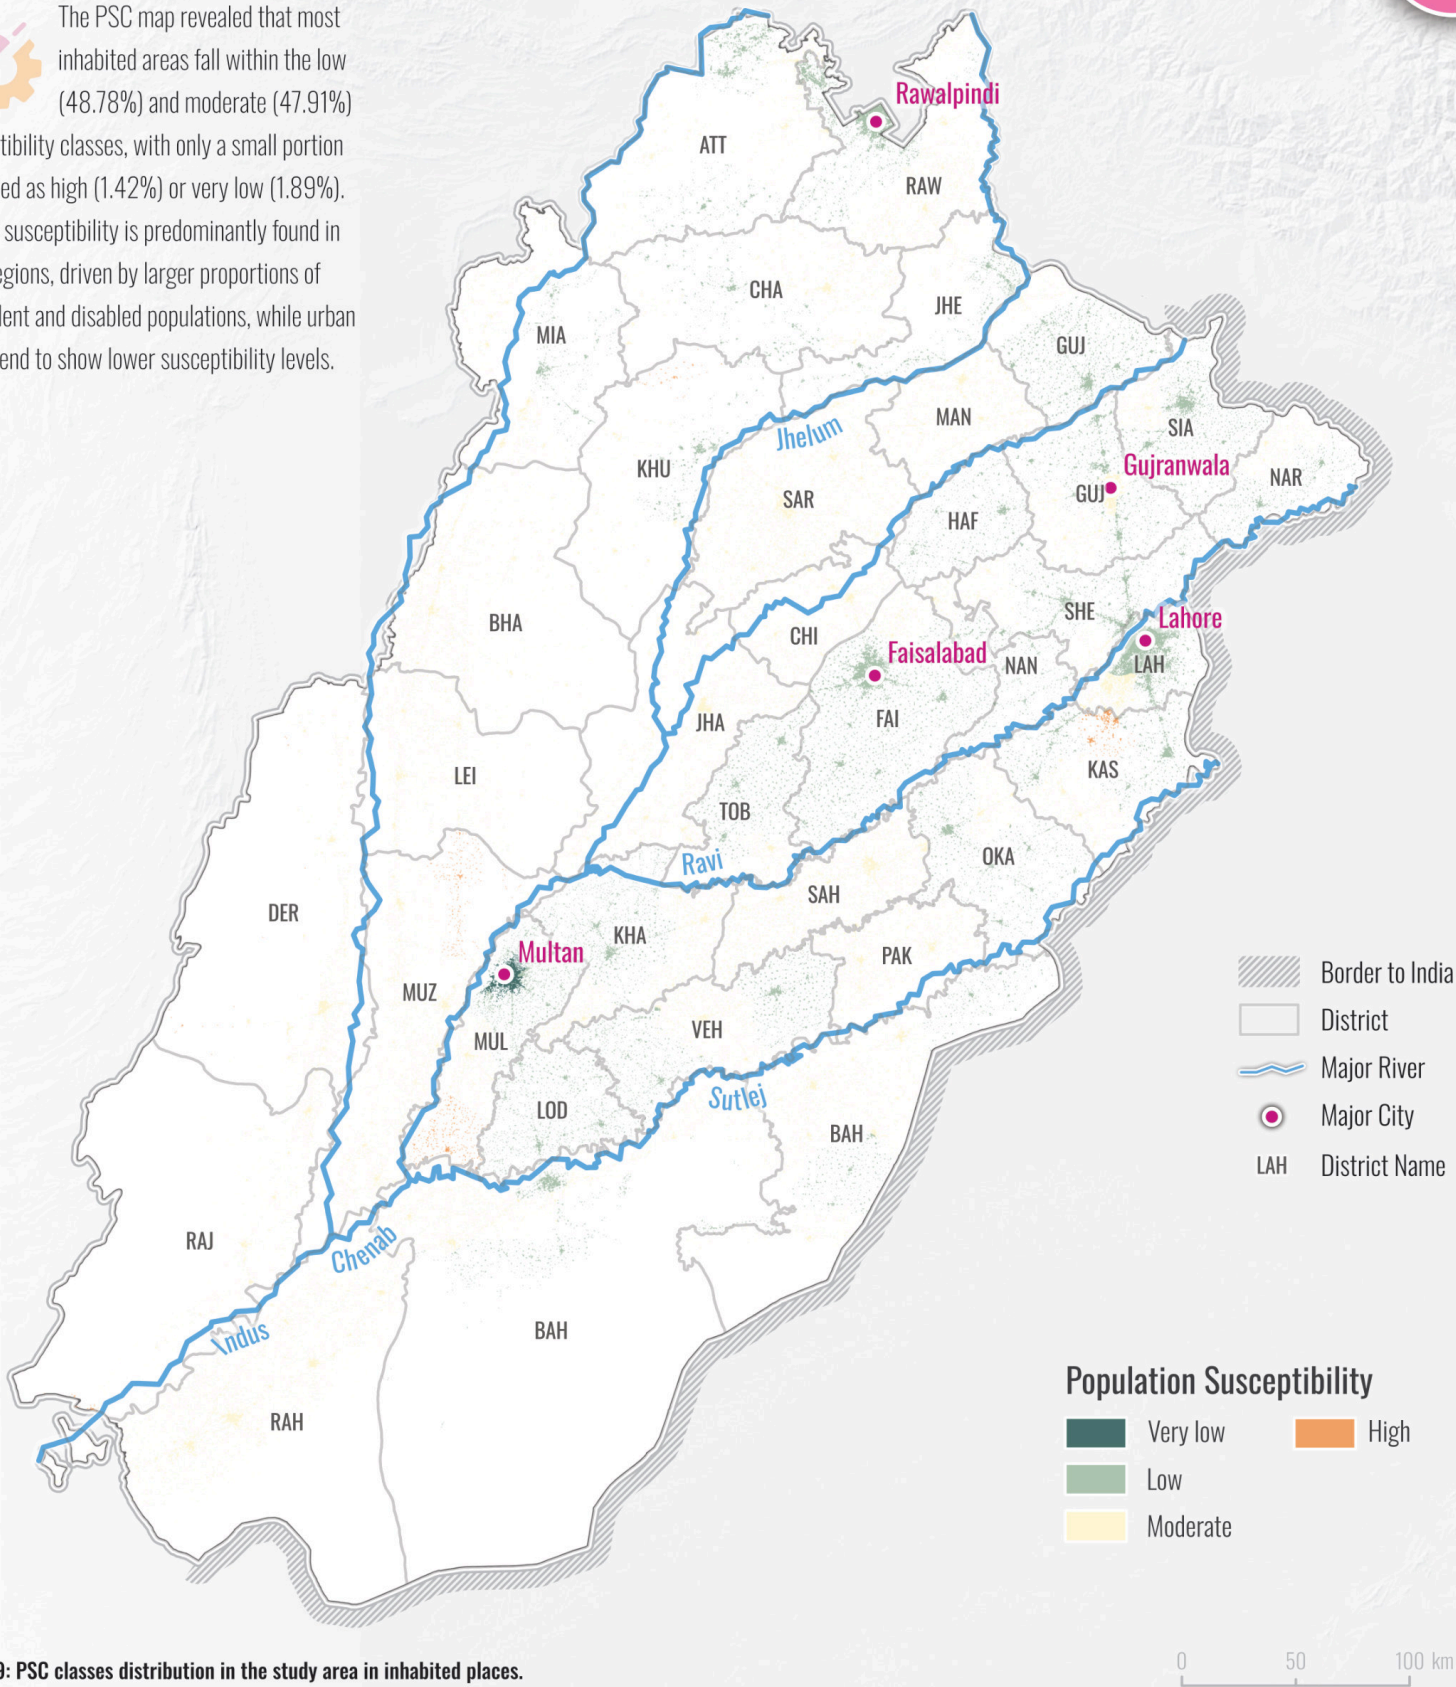 The PSC map revealed that most
inhabited areas fall within the low
(48.78%) and moderate (47.91%)
tibility classes, with only a small portion
ed as high (1.42%) or very low (1.89%).
susceptibility is predominantly found in
egions, driven by larger proportions of
lent and disabled populations, while urban
end to show lower susceptibility levels.
Rawalpindi
ATT
RAW
CHA
JHE
MIA
GUJ
MAN
SIA
Jhelum
KHU
Gujranwala
NAR
SAR
GUJ
HAF
BHA
SHE
Lahore
CHI
Faisalabad
NAN
LAH
JHA
FAI
LEI
KAS
TOB
OKA
Ravi
SAH
DER
KHA
Multan
PAK
MUZ
VEH
MUL
Sutlej
LOD
BAH
RAJ
Chenab
BAH
Indus
RAH
Border to India
District
Major River
Major City
LAH District Name
Population Susceptibility
Very low High
Low
Moderate
9: PSC classes distribution in the study area in inhabited places.
0 50 100 km